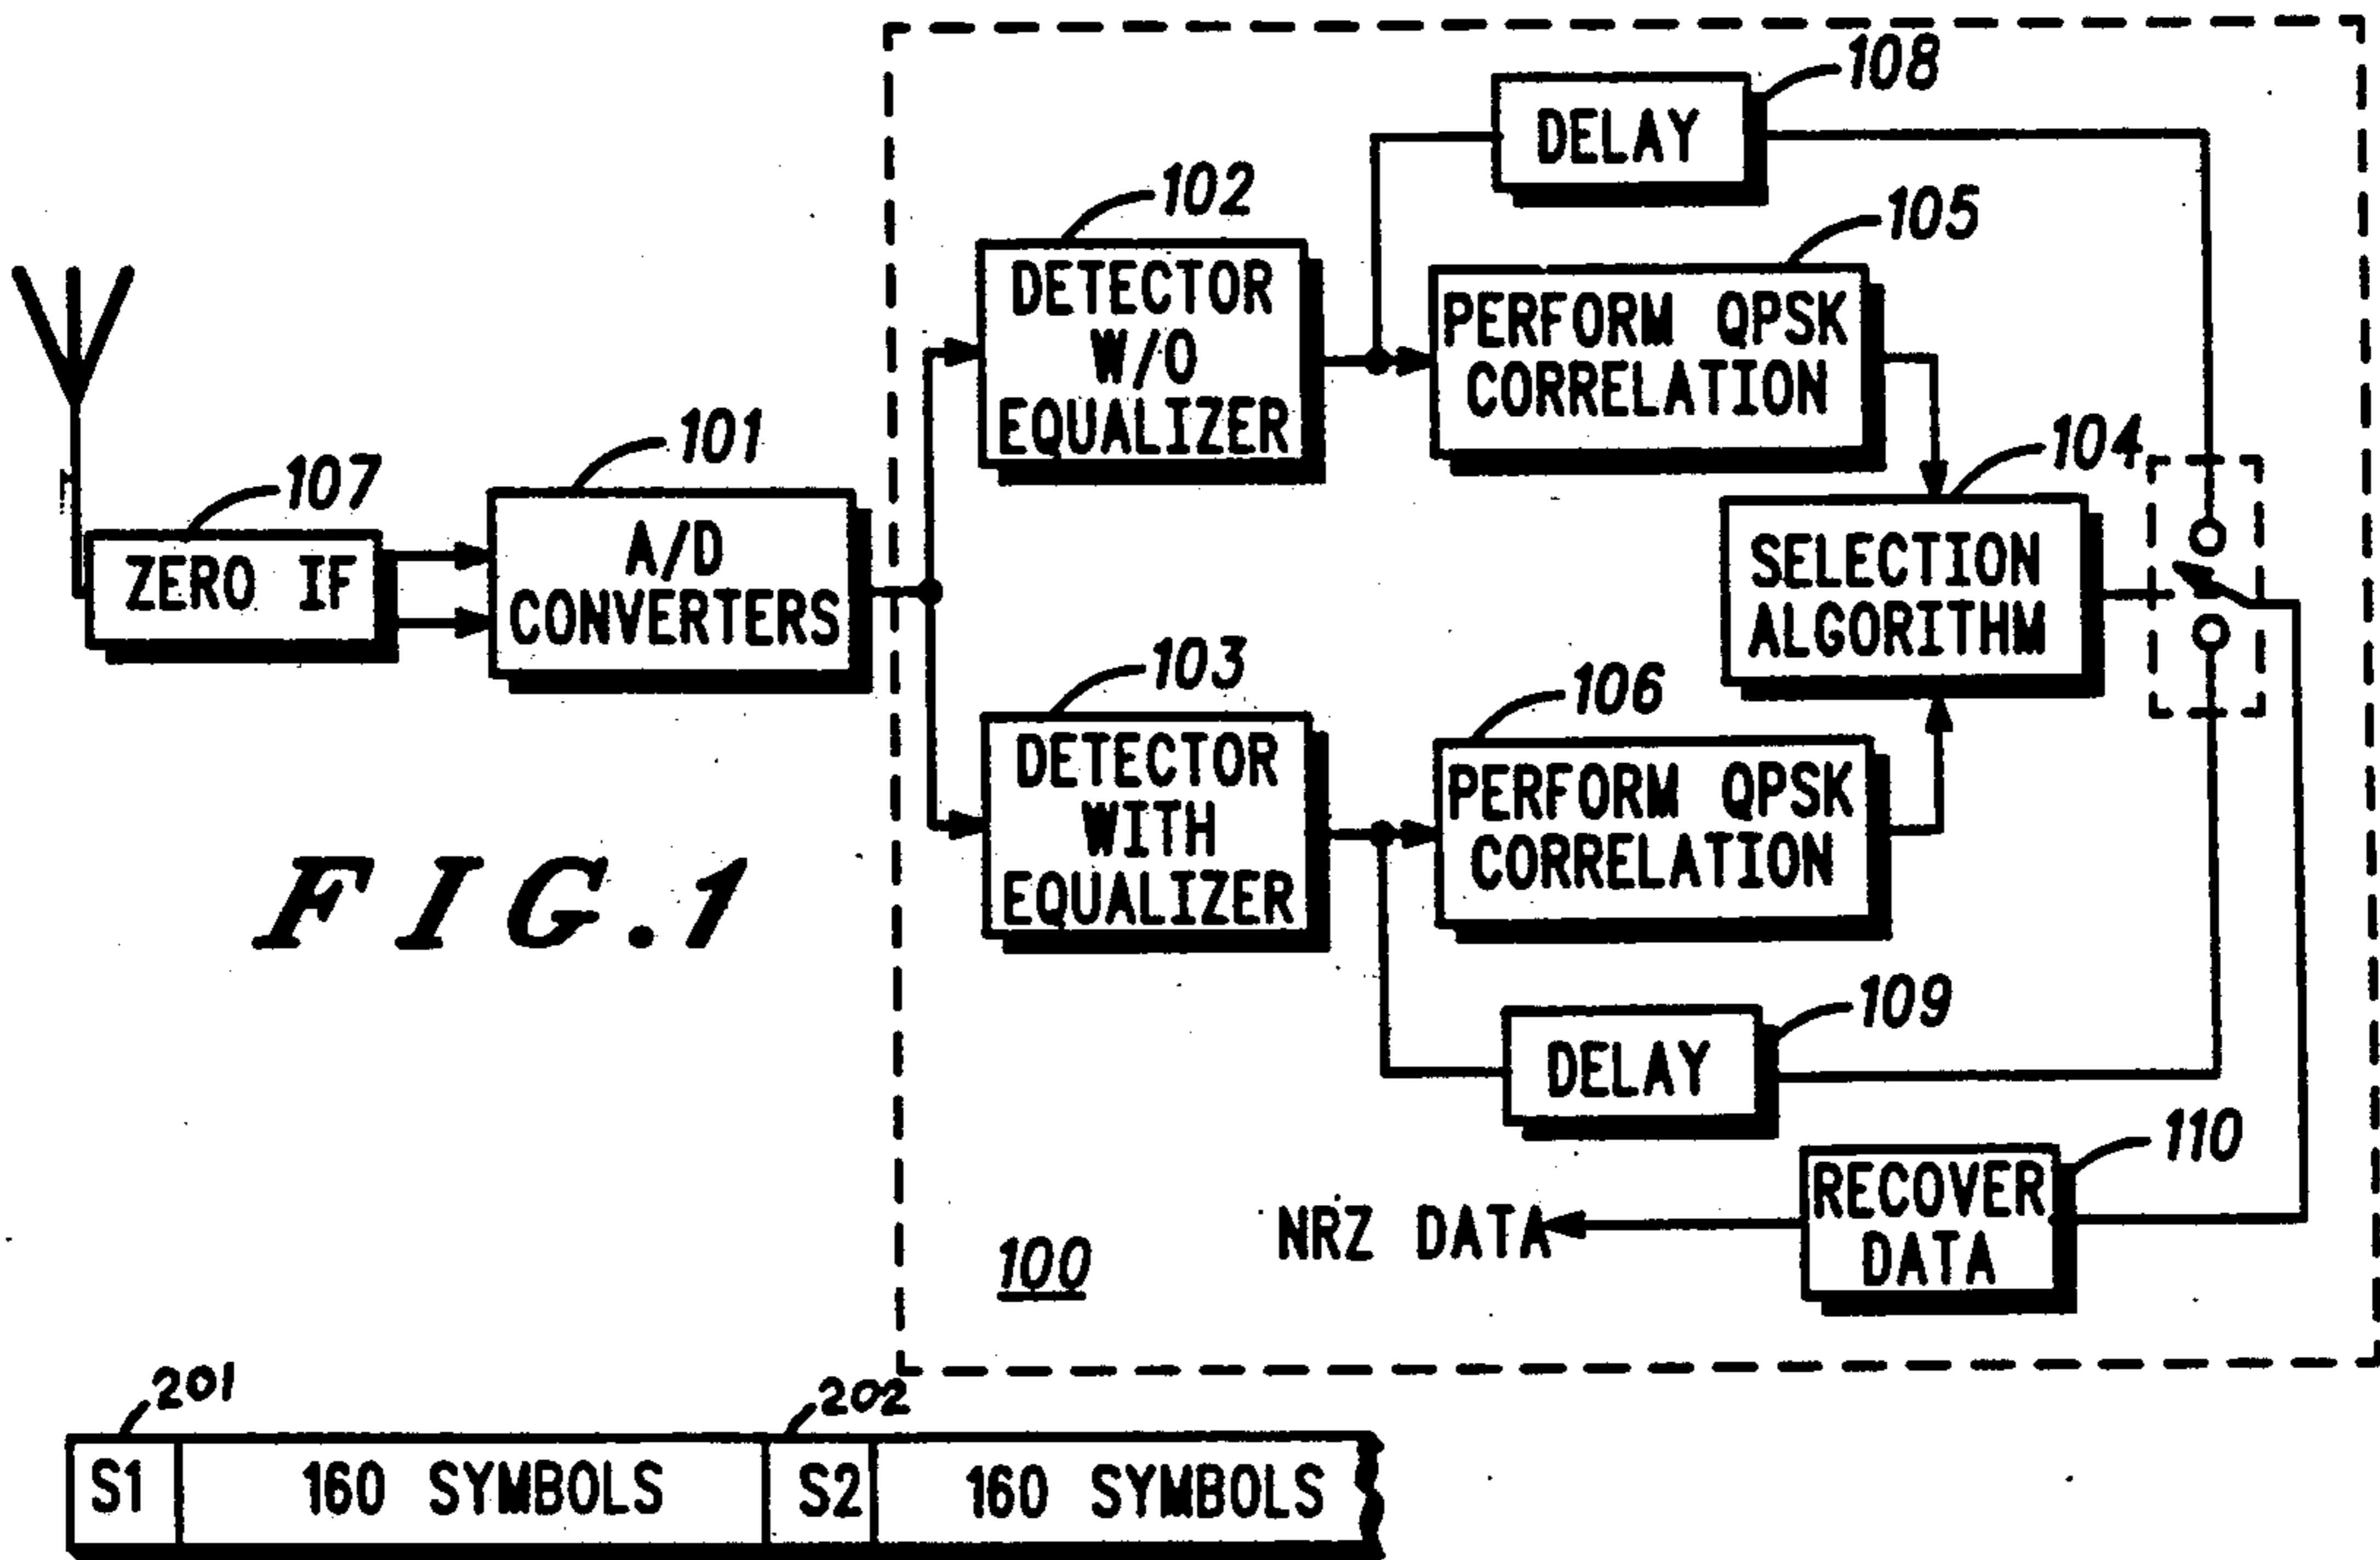 108
DELAY
102
105
DETECTOR
W/O
EQUALIZER
PERFORM QPSK
CORRELATION
107
101
104
ZERO IF
A/D
CONVERTERS
SELECTION
ALGORITHM
103
106
DETECTOR
WITH
EQUALIZER
PERFORM QPSK
CORRELATION
FIG.1
109
DELAY
110
RECOVER
DATA
NRZ DATA
100
201
202
S1
160 SYMBOLS
S2
160 SYMBOLS